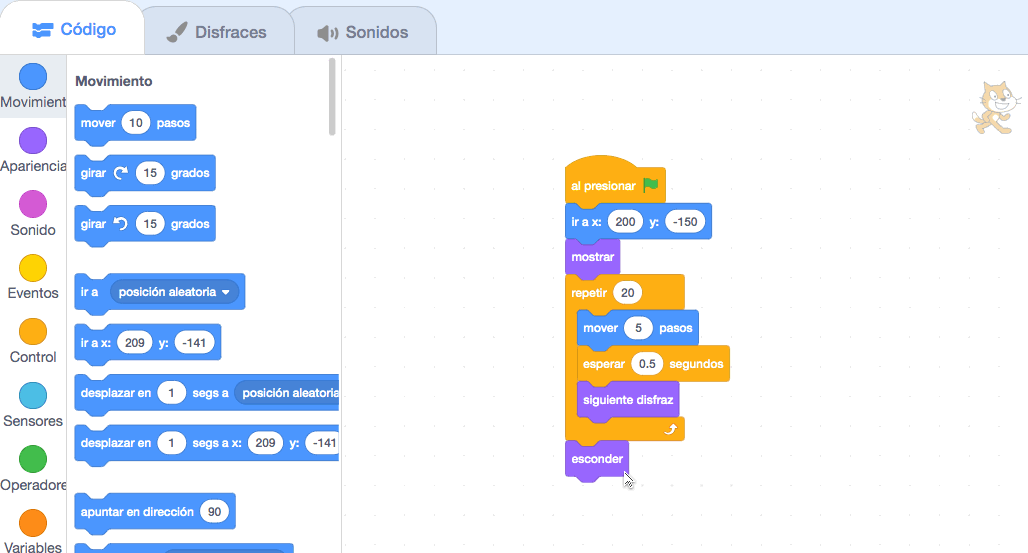 Código
Disfraces
Sonidos
Movimient
Apariencia
Sonido
Eventos
Control
Sensores
Operadore
Variables
Movimiento
mover 10 pasos
girar 15 grados
girar 15 grados
ir a posición aleatoria
ir a x: 209 y: -141
desplazar en 1 segs a posición aleatoria
desplazar en 1 segs a x: 209 y: -141
apuntar en dirección 90
al presionar
ir a x: 200 y: -150
mostrar
repetir 20
mover 5 pasos
esperar 0.5 segundos
siguiente disfraz
esconder